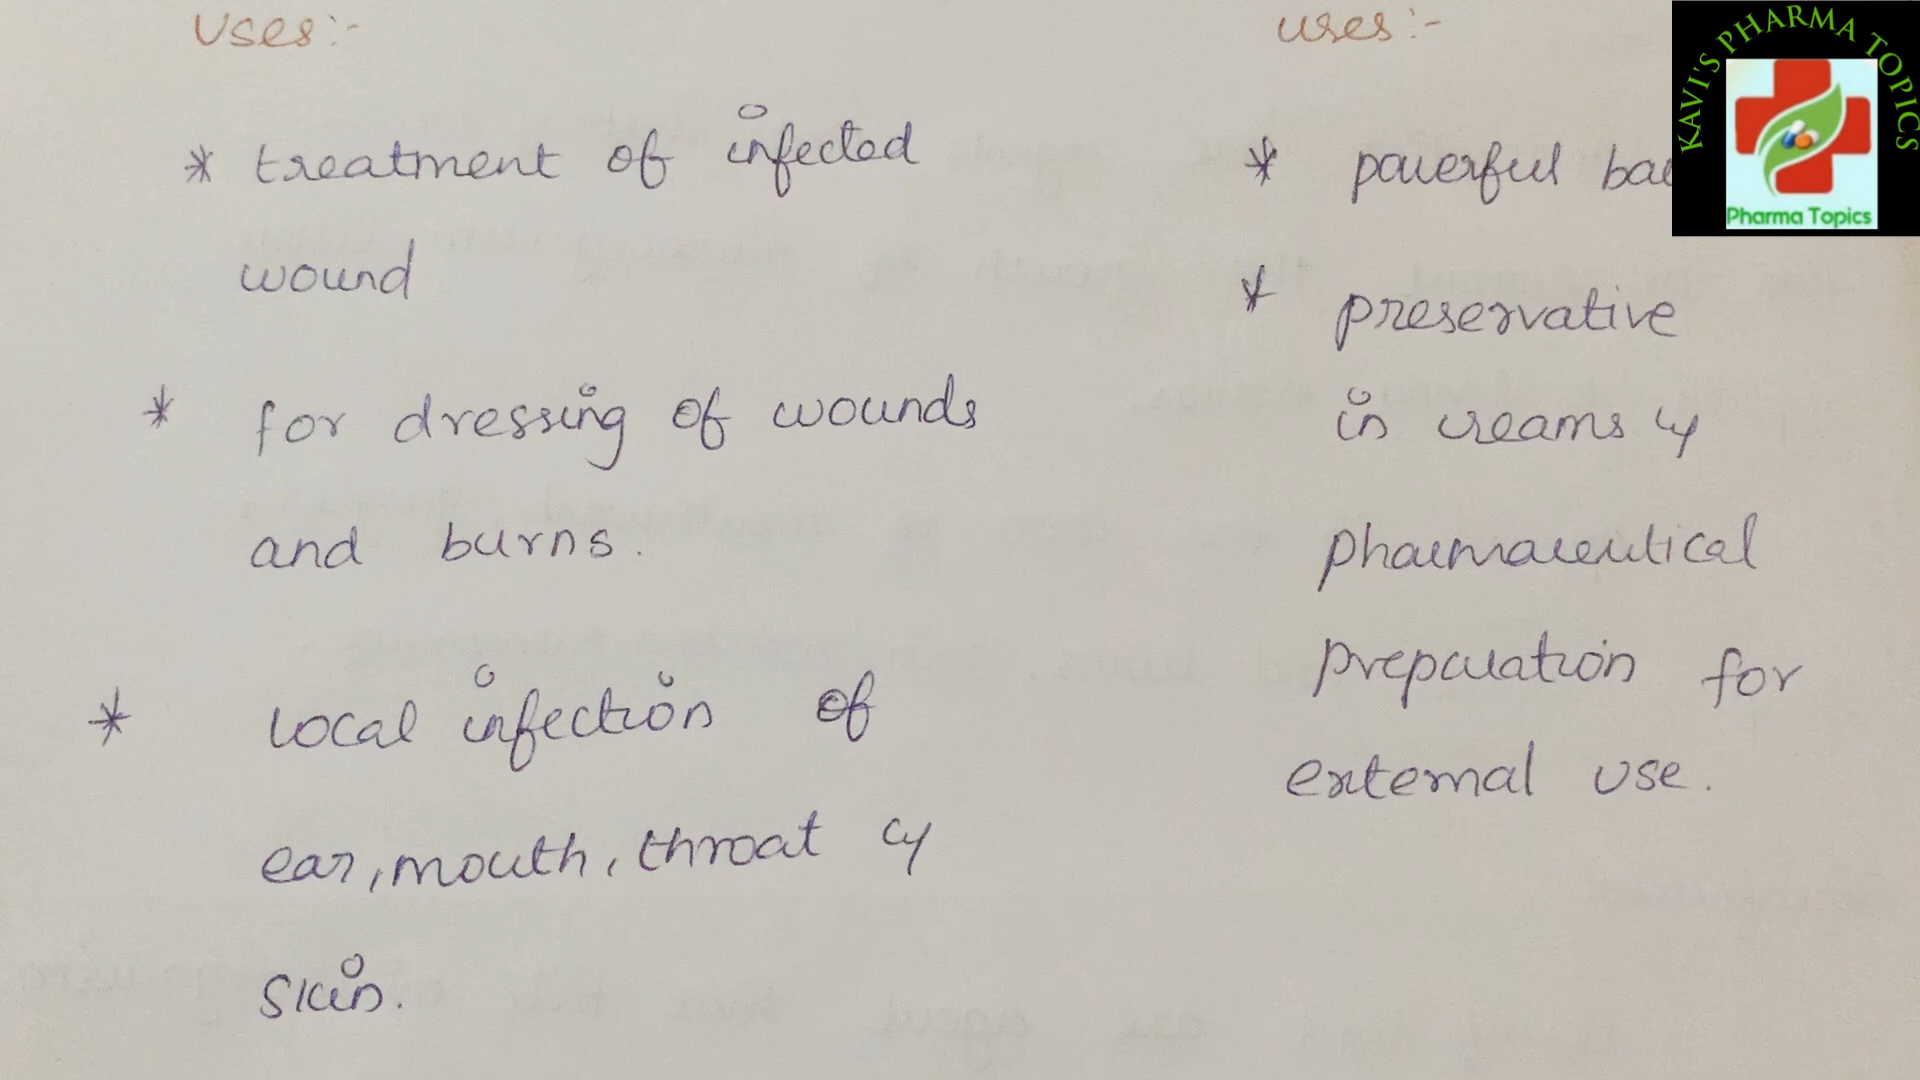 Uses:-
* treatment of infected
wound
* for dressing of wounds
and burns.
* local infection of
ear, mouth, throat &
skin.
uses:-
* powerful
* preservative
in creams &
pharmaceutical
preparation for
external use.
KAVI'S PHARMA TOPICS
Pharma Topics